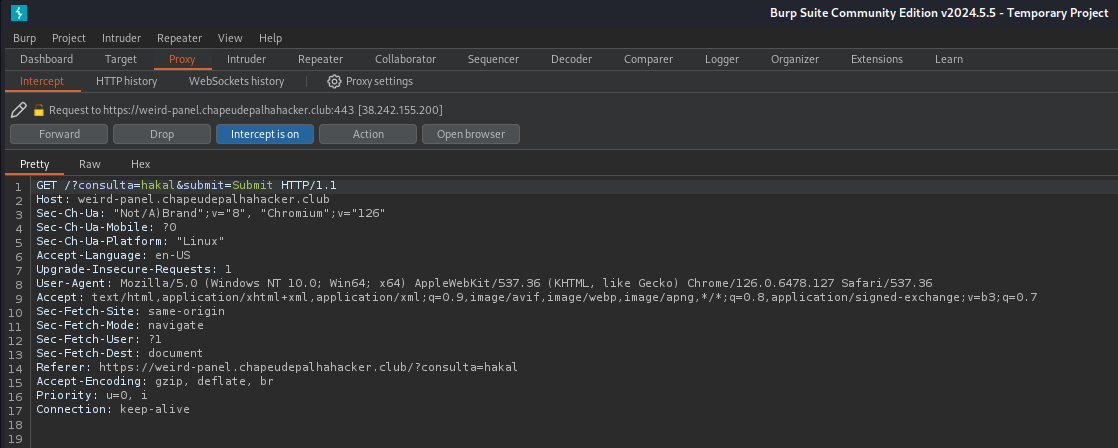 Burp Suite Community Edition v2024.5.5 - Temporary Project
Burp Project Intruder Repeater View Help
Dashboard Target Proxy Intruder Repeater Collaborator Sequencer Decoder Comparer Logger Organizer Extensions Learn
Intercept HTTP history WebSockets history Proxy settings
Request to https://weird-panel.chapeudepalhahacker.club:443 [38.242.155.200]
Forward Drop Intercept is on Action Open browser
Pretty Raw Hex
1 GET /?consulta=hakal&submit=Submit HTTP/1.1
2 Host: weird-panel.chapeudepalhahacker.club
3 Sec-Ch-Ua: "Not/A)Brand";v="8", "Chromium";v="126"
4 Sec-Ch-Ua-Mobile: ?0
5 Sec-Ch-Ua-Platform: "Linux"
6 Accept-Language: en-US
7 Upgrade-Insecure-Requests: 1
8 User-Agent: Mozilla/5.0 (Windows NT 10.0; Win64; x64) AppleWebKit/537.36 (KHTML, like Gecko) Chrome/126.0.6478.127 Safari/537.36
9 Accept: text/html,application/xhtml+xml,application/xml;q=0.9,image/avif,image/webp,image/apng,*/*;q=0.8,application/signed-exchange;v=b3;q=0.7
10 Sec-Fetch-Site: same-origin
11 Sec-Fetch-Mode: navigate
12 Sec-Fetch-User: ?1
13 Sec-Fetch-Dest: document
14 Referer: https://weird-panel.chapeudepalhahacker.club/?consulta=hakal
15 Accept-Encoding: gzip, deflate, br
16 Priority: u=0, i
17 Connection: keep-alive
18
19